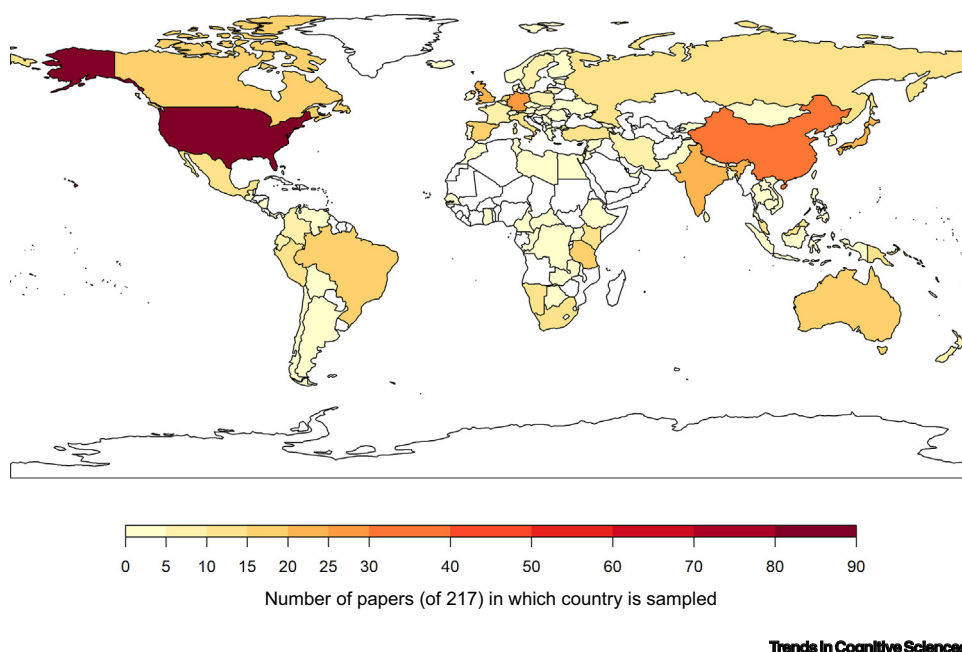 0 5 10 15 20 25 30 40 50 60 70 80 90
Number of papers (of 217) in which country is sampled
Trends in Cognitive Sciences